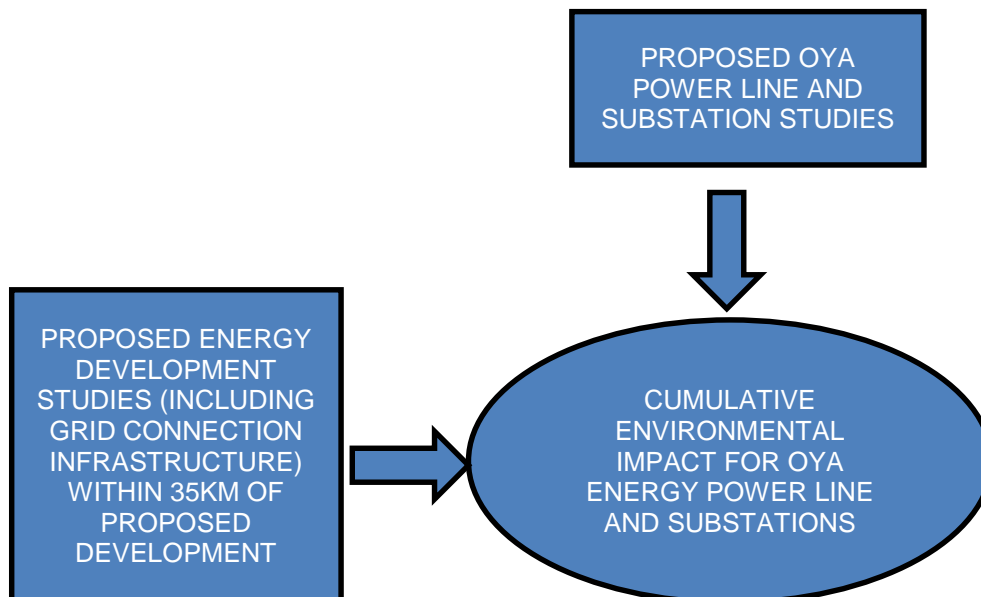 PROPOSED OYA
POWER LINE AND
SUBSTATION STUDIES
PROPOSED ENERGY
DEVELOPMENT
STUDIES (INCLUDING
GRID CONNECTION
INFRASTRUCTURE)
WITHIN 35KM OF
PROPOSED
DEVELOPMENT
CUMULATIVE
ENVIRONMENTAL
IMPACT FOR OYA
ENERGY POWER LINE
AND SUBSTATIONS